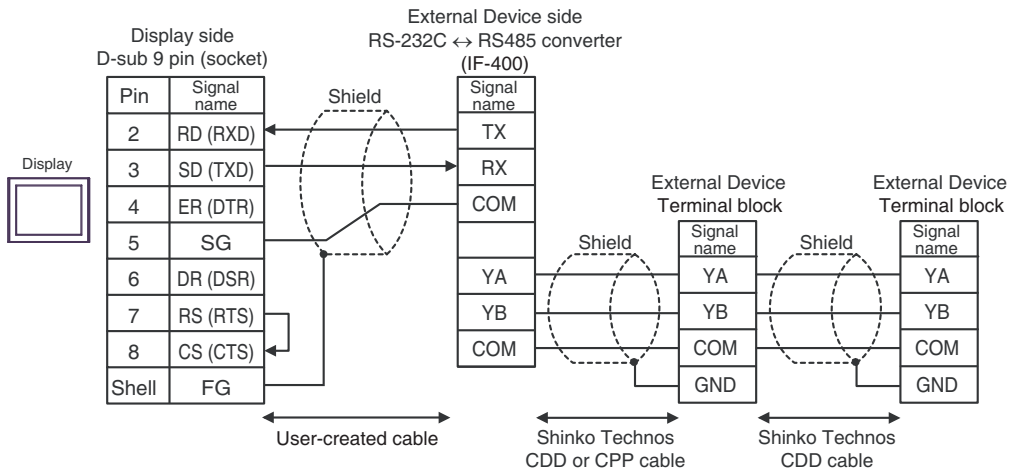 External Device side
RS-232C ↔ RS485 converter
(IF-400)
Display side
D-sub 9 pin (socket)
Pin
Signal
name
2
RD (RXD)
3
SD (TXD)
4
ER (DTR)
5
SG
6
DR (DSR)
7
RS (RTS)
8
CS (CTS)
Shell
FG
Display
Shield
Signal
name
TX
RX
COM
YA
YB
COM
Shield
External Device
Terminal block
Signal
name
YA
YB
COM
GND
Shield
External Device
Terminal block
Signal
name
YA
YB
COM
GND
User-created cable
Shinko Technos
CDD or CPP cable
Shinko Technos
CDD cable